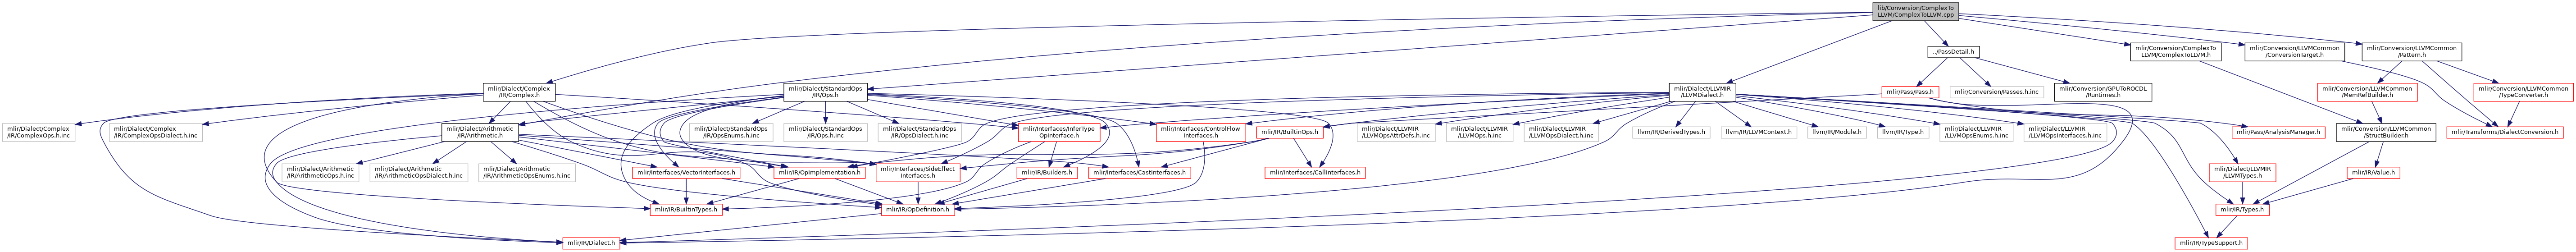 lib/Conversion/ComplexTo
LLVM/ComplexToLLVM.cpp
../PassDetail.h
mlir/Conversion/ComplexTo
LLVM/ComplexToLLVM.h
mlir/Conversion/LLVMCommon
/ConversionTarget.h
mlir/Conversion/LLVMCommon
/Pattern.h
mlir/Dialect/Complex
/IR/Complex.h
mlir/Dialect/StandardOps
/IR/Ops.h
mlir/Dialect/LLVMIR
/LLVMDialect.h
mlir/Pass/Pass.h
mlir/Conversion/Passes.h.inc
mlir/Conversion/GPUToROCDL
/Runtimes.h
mlir/Conversion/LLVMCommon
/MemRefBuilder.h
mlir/Conversion/LLVMCommon
/TypeConverter.h
mlir/Dialect/Complex
/IR/ComplexOps.h.inc
mlir/Dialect/Complex
/IR/ComplexOpsDialect.h.inc
mlir/Dialect/Arithmetic
/IR/Arithmetic.h
mlir/Dialect/StandardOps
/IR/OpsEnums.h.inc
mlir/Dialect/StandardOps
/IR/Ops.h.inc
mlir/Dialect/StandardOps
/IR/OpsDialect.h.inc
mlir/Interfaces/InferType
OpInterface.h
mlir/Interfaces/ControlFlow
Interfaces.h
mlir/IR/BuiltinOps.h
mlir/Dialect/LLVMIR
/LLVMOpsAttrDefs.h.inc
mlir/Dialect/LLVMIR
/LLVMOps.h.inc
mlir/Dialect/LLVMIR
/LLVMOpsDialect.h.inc
llvm/IR/DerivedTypes.h
llvm/IR/LLVMContext.h
llvm/IR/Module.h
llvm/IR/Type.h
mlir/Dialect/LLVMIR
/LLVMOpsEnums.h.inc
mlir/Dialect/LLVMIR
/LLVMOpsInterfaces.h.inc
mlir/Pass/AnalysisManager.h
mlir/Conversion/LLVMCommon
/StructBuilder.h
mlir/Transforms/DialectConversion.h
mlir/Dialect/Arithmetic
/IR/ArithmeticOps.h.inc
mlir/Dialect/Arithmetic
/IR/ArithmeticOpsDialect.h.inc
mlir/Dialect/Arithmetic
/IR/ArithmeticOpsEnums.h.inc
mlir/Interfaces/VectorInterfaces.h
mlir/IR/OpImplementation.h
mlir/Interfaces/SideEffect
Interfaces.h
mlir/IR/Builders.h
mlir/Interfaces/CastInterfaces.h
mlir/Interfaces/CallInterfaces.h
mlir/Dialect/LLVMIR
/LLVMTypes.h
mlir/IR/Value.h
mlir/IR/BuiltinTypes.h
mlir/IR/OpDefinition.h
mlir/IR/Types.h
mlir/IR/Dialect.h
mlir/IR/TypeSupport.h